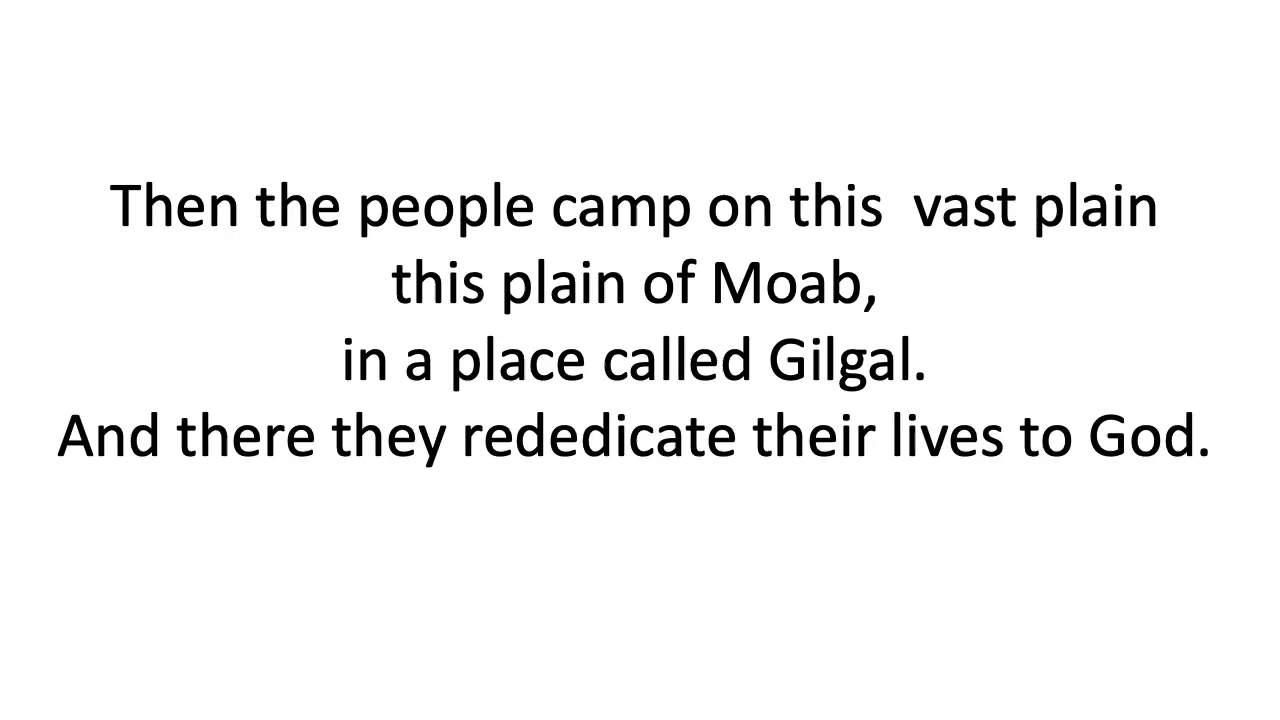 Then the people camp on this  vast plain
this plain of Moab,
in a place called Gilgal.
And there they rededicate their lives to God.